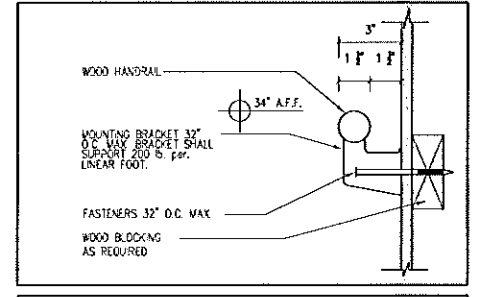 3"
1 1/2" 1 1/2"
WOOD HANDRAIL
34" A.F.F.
MOUNTING BRACKET 32"
O.C. MAX. BRACKET SHALL
SUPPORT 200 lb. per.
LINEAR FOOT.
FASTENERS 32" O.C. MAX
WOOD BLOCKING
AS REQUIRED